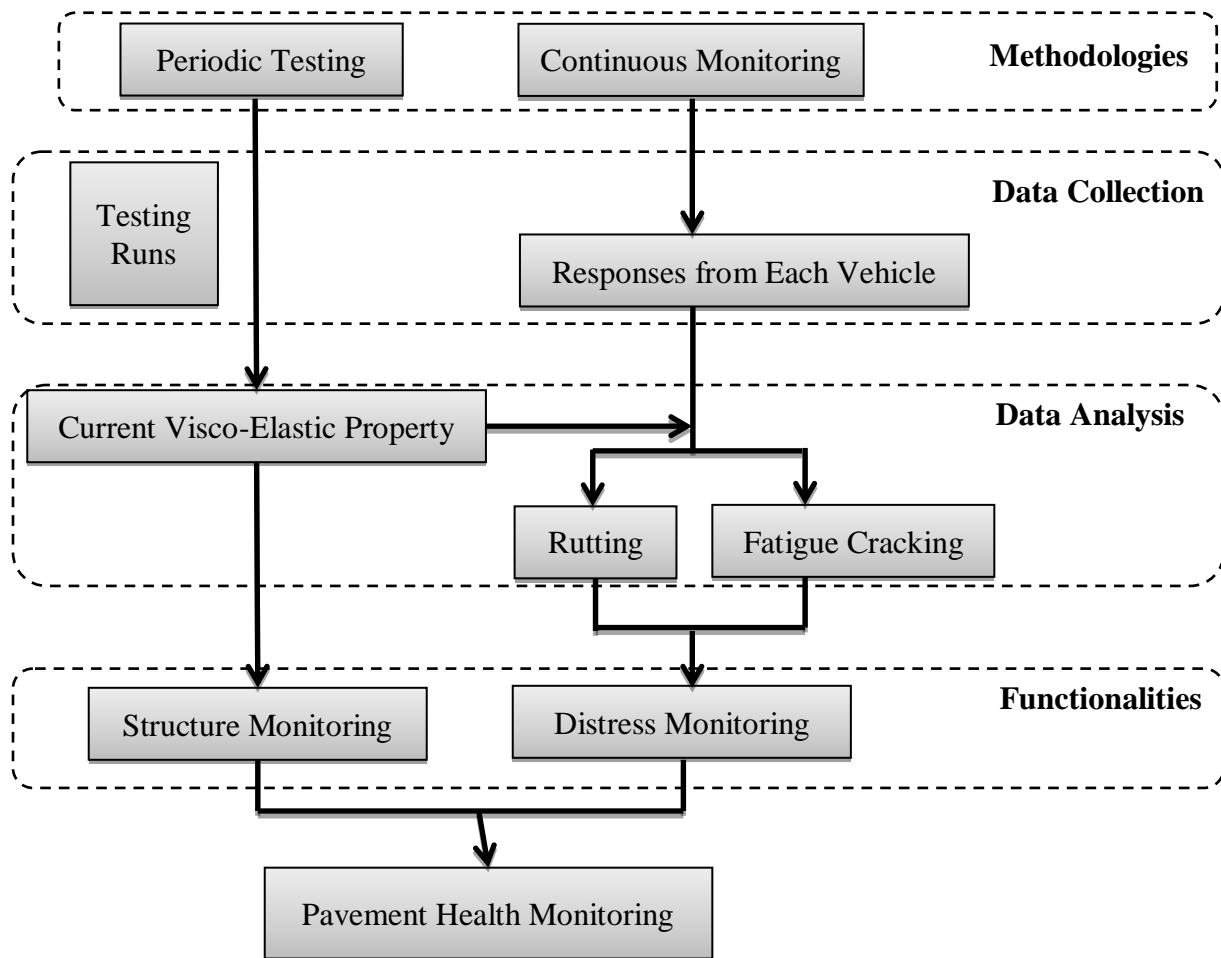 Periodic Testing
Continuous Monitoring
Methodologies
Testing
Runs
Data Collection
Responses from Each Vehicle
Current Visco-Elastic Property
Data Analysis
Rutting
Fatigue Cracking
Structure Monitoring
Distress Monitoring
Functionalities
Pavement Health Monitoring